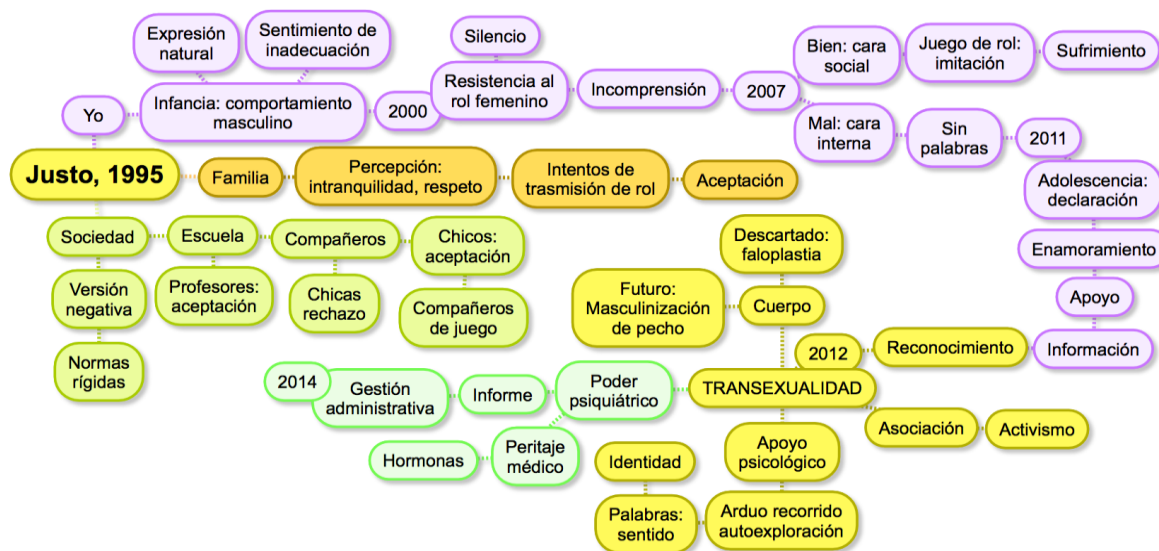 Expresión
natural
Sentimiento de
inadecuación
Silencio
Bien: cara
social
Juego de rol:
imitación
Sufrimiento
Yo
Infancia: comportamiento
masculino
2000
Resistencia al
rol femenino
Incomprensión
2007
Mal: cara
interna
Sin
palabras
2011
Justo, 1995
Familia
Percepción:
intranquilidad, respeto
Intentos de
trasmisión de rol
Aceptación
Adolescencia:
declaración
Sociedad
Escuela
Compañeros
Chicos:
aceptación
Descartado:
faloplastia
Enamoramiento
Versión
negativa
Profesores:
aceptación
Chicas
rechazo
Compañeros
de juego
Futuro:
Masculinización
de pecho
Cuerpo
Apoyo
Normas
rígidas
2012
Reconocimiento
Información
2014
Gestión
administrativa
Informe
Poder
psiquiátrico
TRANSEXUALIDAD
Asociación
Activismo
Hormonas
Peritaje
médico
Identidad
Apoyo
psicológico
Palabras:
sentido
Arduo recorrido
autoexploración